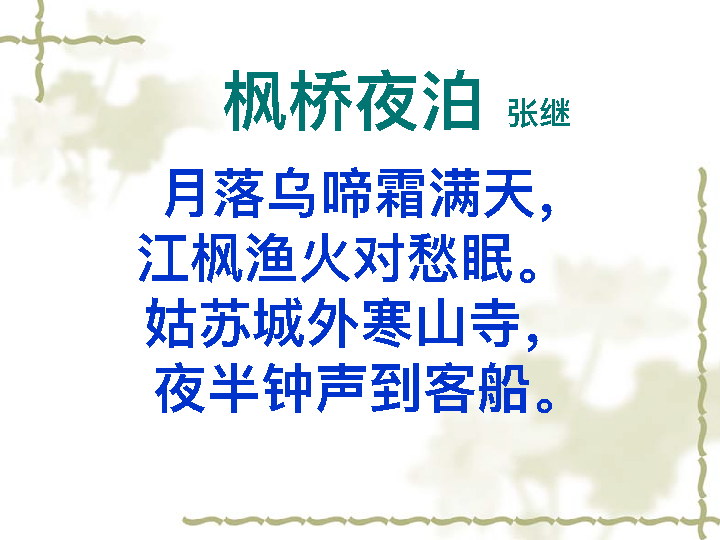 枫桥夜泊 张继
月落乌啼霜满天，
江枫渔火对愁眠。
姑苏城外寒山寺，
夜半钟声到客船。